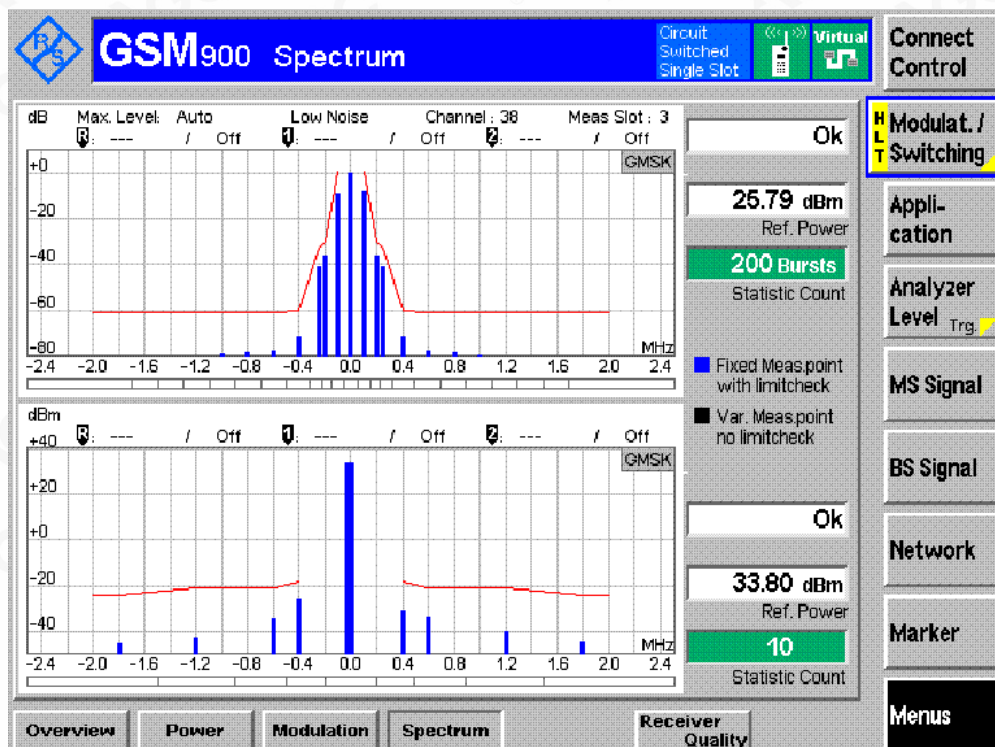 R/S
GSM900 Spectrum
Circuit
Switched
Single Slot
Virtual
Connect
Control
dB Max. Level: Auto Low Noise Channel : 38 Meas Slot : 3
R: --- / Off 1: --- / Off 2: --- / Off
GMSK
+0
-20
-40
-60
-80
MHz
-2.4 -2.0 -1.6 -1.2 -0.8 -0.4 0.0 0.4 0.8 1.2 1.6 2.0 2.4
Ok
25.79 dBm
Ref. Power
200 Bursts
Statistic Count
Fixed Meas.point
with limitcheck
Var. Meas.point
no limitcheck
dBm
R: --- / Off 1: --- / Off 2: --- / Off
GMSK
+40
+20
+0
-20
-40
MHz
-2.4 -2.0 -1.6 -1.2 -0.8 -0.4 0.0 0.4 0.8 1.2 1.6 2.0 2.4
Ok
33.80 dBm
Ref. Power
10
Statistic Count
HLT
Modulat. /
Switching
Appli-
cation
Analyzer
Level Trg.
MS Signal
BS Signal
Network
Marker
Menus
Overview Power Modulation Spectrum Receiver
Quality